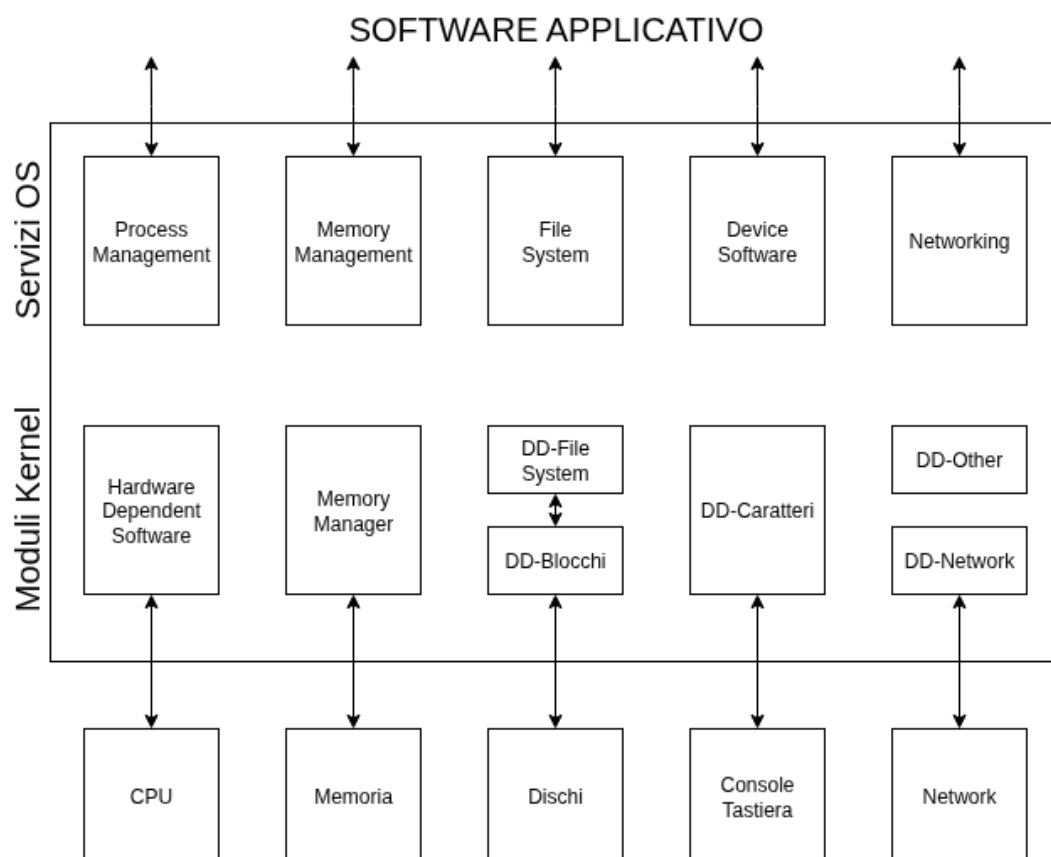 SOFTWARE APPLICATIVO
Servizi OS
Process
Management
Memory
Management
File
System
Device
Software
Networking
Moduli Kernel
Hardware
Dependent
Software
Memory
Manager
DD-File
System
DD-Blocchi
DD-Caratteri
DD-Other
DD-Network
CPU
Memoria
Dischi
Console
Tastiera
Network